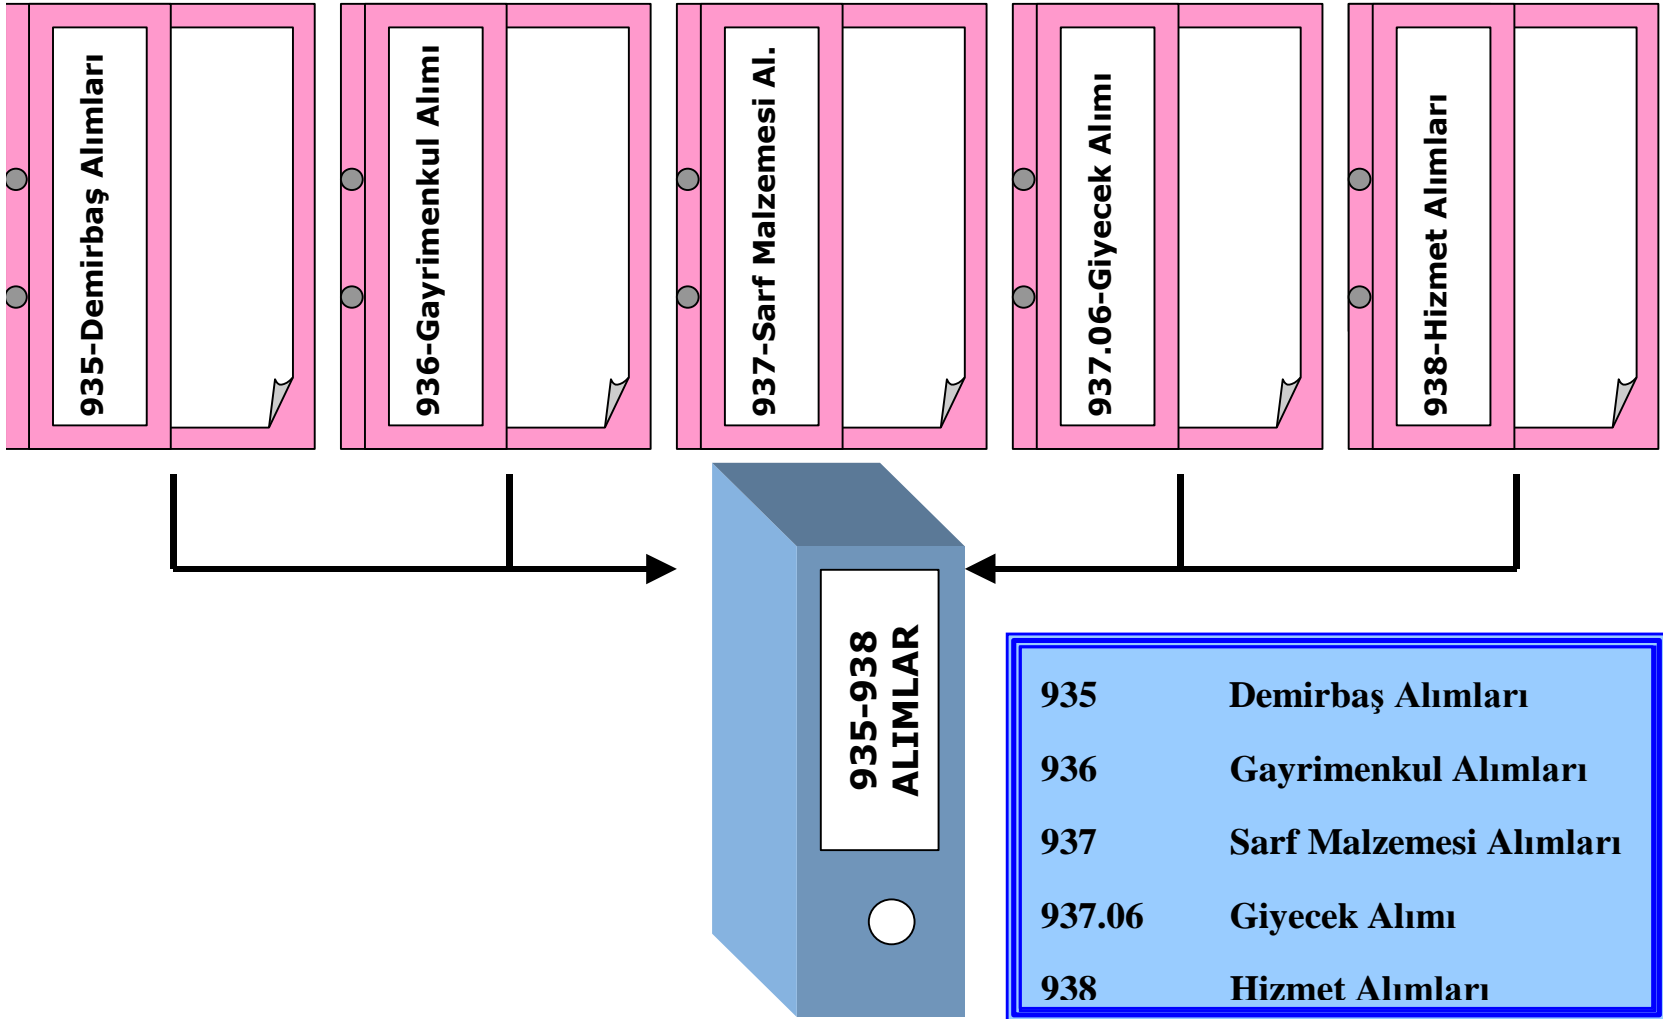 935-Demirbaş Alımları
936-Gayrimenkul Alımı
937-Sarf Malzemesi Al.
937.06-Giyecek Alımı
938-Hizmet Alımları
935-938
ALIMLAR
935 Demirbaş Alımları
936 Gayrimenkul Alımları
937 Sarf Malzemesi Alımları
937.06 Giyecek Alımı
938 Hizmet Alımları